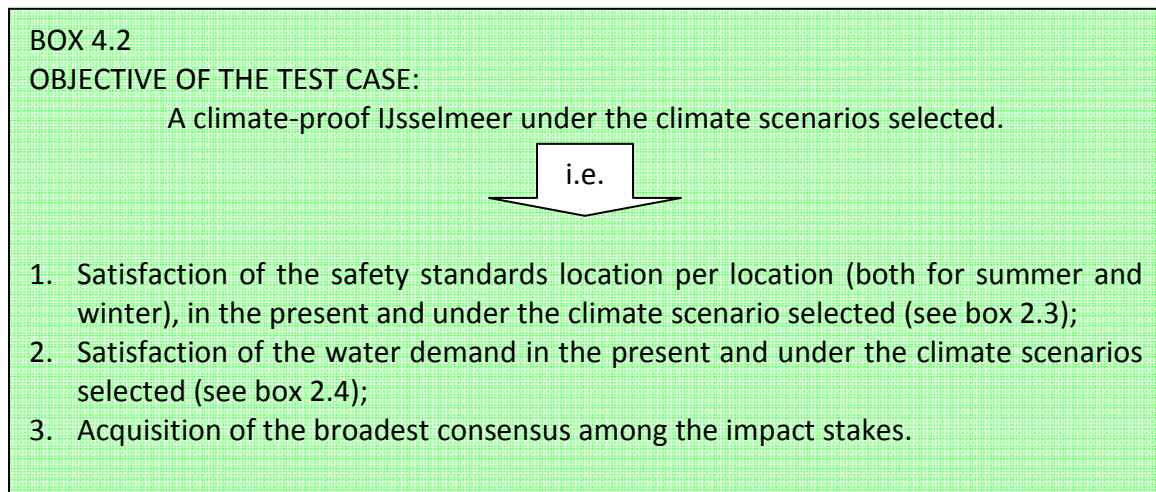 BOX 4.2
OBJECTIVE OF THE TEST CASE:
A climate-proof IJsselmeer under the climate scenarios selected.
i.e.
1. Satisfaction of the safety standards location per location (both for summer and
winter), in the present and under the climate scenario selected (see box 2.3);
2. Satisfaction of the water demand in the present and under the climate scenarios
selected (see box 2.4);
3. Acquisition of the broadest consensus among the impact stakes.